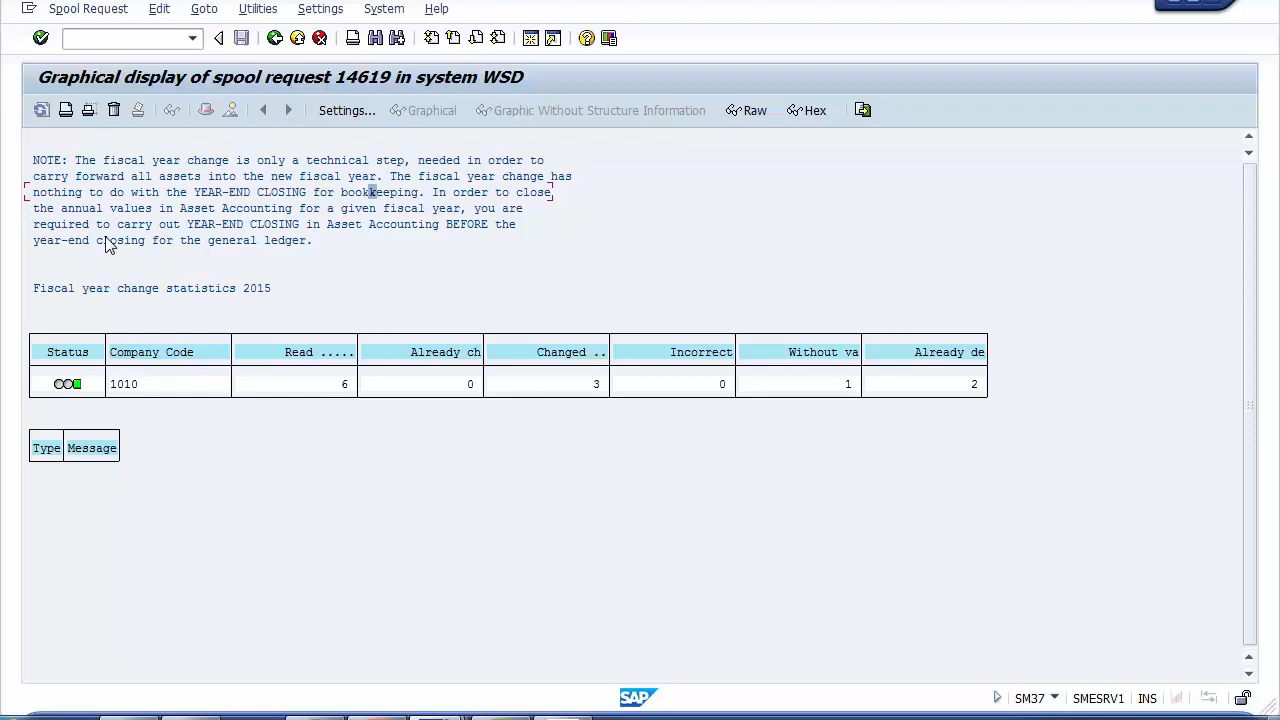 Spool Request Edit Goto Utilities Settings System Help
Graphical display of spool request 14619 in system WSD
Settings... Graphical Graphic Without Structure Information Raw Hex
NOTE: The fiscal year change is only a technical step, needed in order to
carry forward all assets into the new fiscal year. The fiscal year change has
nothing to do with the YEAR-END CLOSING for bookkeeping. In order to close
the annual values in Asset Accounting for a given fiscal year, you are
required to carry out YEAR-END CLOSING in Asset Accounting BEFORE the
year-end closing for the general ledger.
Fiscal year change statistics 2015
Status Company Code Read ..... Already ch Changed .. Incorrect Without va Already de
1010 6 0 3 0 1 2
Type Message
SAP SM37 SMESRV1 INS